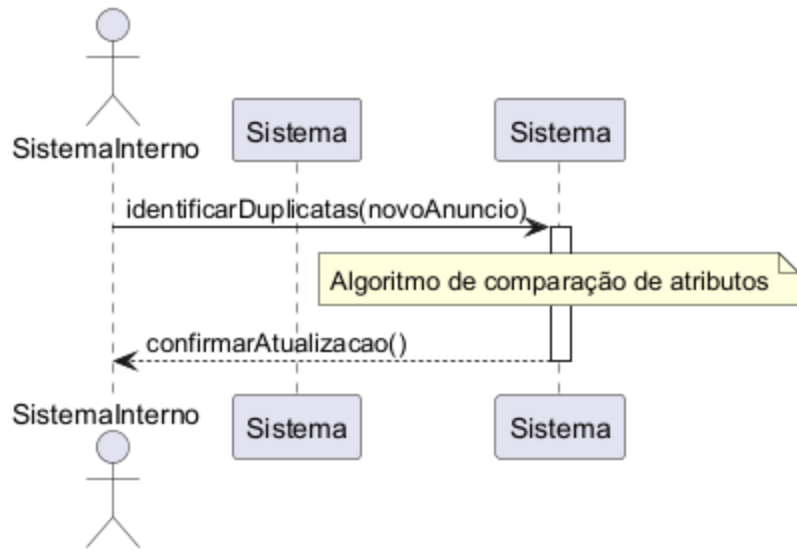 SistemaInterno
Sistema
Sistema
identificarDuplicatas(novoAnuncio)
Algoritmo de comparação de atributos
confirmarAtualizacao()
SistemaInterno
Sistema
Sistema